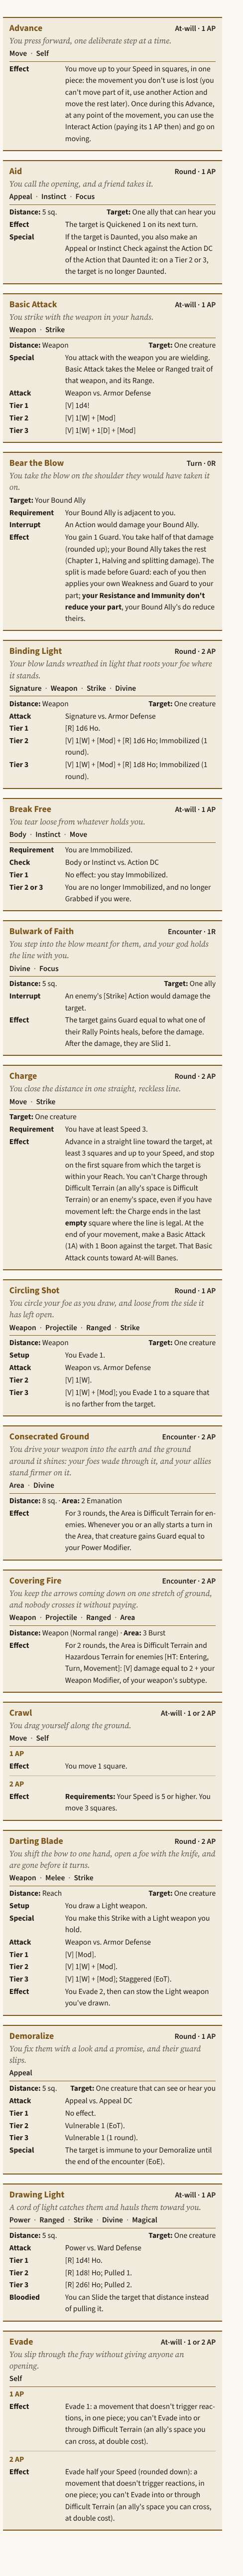 Advance At-will · 1 AP
You press forward, one deliberate step at a time.
Move · Self
Effect You move up to your Speed in squares, in one
piece: the movement you don't use is lost (you
can't move part of it, use another Action and
move the rest later). Once during this Advance,
at any point of the movement, you can use the
Interact Action (paying its 1 AP then) and go on
moving.
Aid Round · 1 AP
You call the opening, and a friend takes it.
Appeal · Instinct · Focus
Distance: 5 sq. Target: One ally that can hear you
Effect The target is Quickened 1 on its next turn.
Special If the target is Daunted, you also make an
Appeal or Instinct Check against the Action DC
of the Action that Daunted it: on a Tier 2 or 3,
the target is no longer Daunted.
Basic Attack At-will · 1 AP
You strike with the weapon in your hands.
Weapon · Strike
Distance: Weapon Target: One creature
Special You attack with the weapon you are wielding.
Basic Attack takes the Melee or Ranged trait of
that weapon, and its Range.
Attack Weapon vs. Armor Defense
Tier 1 [V] 1d4!
Tier 2 [V] 1[W] + [Mod]
Tier 3 [V] 1[W] + 1[D] + [Mod]
Bear the Blow Turn · 0R
You take the blow on the shoulder they would have taken it
on.
Target: Your Bound Ally
Requirement Your Bound Ally is adjacent to you.
Interrupt An Action would damage your Bound Ally.
Effect You gain 1 Guard. You take half of that damage
(rounded up); your Bound Ally takes the rest
(Chapter 1, Halving and splitting damage). The
split is made before Guard: each of you then
applies your own Weakness and Guard to your
part; your Resistance and Immunity don't
reduce your part, your Bound Ally's do reduce
theirs.
Binding Light Round · 2 AP
Your blow lands wreathed in light that roots your foe where
it stands.
Signature · Weapon · Strike · Divine
Distance: Weapon Target: One creature
Attack Signature vs. Armor Defense
Tier 1 [R] 1d6 Ho.
Tier 2 [V] 1[W] + [Mod] + [R] 1d6 Ho; Immobilized (1
round).
Tier 3 [V] 1[W] + [Mod] + [R] 1d8 Ho; Immobilized (1
round).
Break Free At-will · 1 AP
You tear loose from whatever holds you.
Body · Instinct · Move
Requirement You are Immobilized.
Check Body or Instinct vs. Action DC
Tier 1 No effect: you stay Immobilized.
Tier 2 or 3 You are no longer Immobilized, and no longer
Grabbed if you were.
Bulwark of Faith Encounter · 1R
You step into the blow meant for them, and your god holds
the line with you.
Divine · Focus
Distance: 5 sq. Target: One ally
Interrupt An enemy's [Strike] Action would damage the
target.
Effect The target gains Guard equal to what one of
their Rally Points heals, before the damage.
After the damage, they are Slid 1.
Charge Round · 2 AP
You close the distance in one straight, reckless line.
Move · Strike
Target: One creature
Requirement You have at least Speed 3.
Effect Advance in a straight line toward the target, at
least 3 squares and up to your Speed, and stop
on the first square from which the target is
within your Reach. You can't Charge through
Difficult Terrain (an ally's space is Difficult
Terrain) or an enemy's space, even if you have
movement left: the Charge ends in the last
empty square where the line is legal. At the
end of your movement, make a Basic Attack
(1A) with 1 Boon against the target. That Basic
Attack counts toward At-will Banes.
Circling Shot Round · 1 AP
You circle your foe as you draw, and loose from the side it
has left open.
Weapon · Projectile · Ranged · Strike
Distance: Weapon Target: One creature
Setup You Evade 1.
Attack Weapon vs. Armor Defense
Tier 2 [V] 1[W].
Tier 3 [V] 1[W] + [Mod]; you Evade 1 to a square that
is no farther from the target.
Consecrated Ground Encounter · 2 AP
You drive your weapon into the earth and the ground
around it shines: your foes wade through it, and your allies
stand firmer on it.
Area · Divine
Distance: 8 sq. · Area: 2 Emanation
Effect For 3 rounds, the Area is Difficult Terrain for en-
emies. Whenever you or an ally starts a turn in
the Area, that creature gains Guard equal to
your Power Modifier.
Covering Fire Encounter · 2 AP
You keep the arrows coming down on one stretch of ground,
and nobody crosses it without paying.
Weapon · Projectile · Ranged · Area
Distance: Weapon (Normal range) · Area: 3 Burst
Effect For 2 rounds, the Area is Difficult Terrain and
Hazardous Terrain for enemies [HT: Entering,
Turn, Movement]: [V] damage equal to 2 + your
Weapon Modifier, of your weapon's subtype.
Crawl At-will · 1 or 2 AP
You drag yourself along the ground.
Move · Self
1 AP
Effect You move 1 square.
2 AP
Effect Requirements: Your Speed is 5 or higher. You
move 3 squares.
Darting Blade Round · 2 AP
You shift the bow to one hand, open a foe with the knife, and
are gone before it turns.
Weapon · Melee · Strike
Distance: Reach Target: One creature
Setup You draw a Light weapon.
Special You make this Strike with a Light weapon you
hold.
Attack Weapon vs. Armor Defense
Tier 1 [V] [Mod].
Tier 2 [V] 1[W] + [Mod].
Tier 3 [V] 1[W] + [Mod]; Staggered (EoT).
Effect You Evade 2, then can stow the Light weapon
you've drawn.
Demoralize Round · 1 AP
You fix them with a look and a promise, and their guard
slips.
Appeal
Distance: 5 sq. Target: One creature that can see or hear you
Attack Appeal vs. Appeal DC
Tier 1 No effect.
Tier 2 Vulnerable 1 (EoT).
Tier 3 Vulnerable 1 (1 round).
Special The target is immune to your Demoralize until
the end of the encounter (EoE).
Drawing Light At-will · 1 AP
A cord of light catches them and hauls them toward you.
Power · Ranged · Strike · Divine · Magical
Distance: 5 sq. Target: One creature
Attack Power vs. Ward Defense
Tier 1 [R] 1d4! Ho.
Tier 2 [R] 1d8! Ho; Pulled 1.
Tier 3 [R] 2d6! Ho; Pulled 2.
Bloodied You can Slide the target that distance instead
of pulling it.
Evade At-will · 1 or 2 AP
You slip through the fray without giving anyone an
opening.
Self
1 AP
Effect Evade 1: a movement that doesn't trigger reac-
tions, in one piece; you can't Evade into or
through Difficult Terrain (an ally's space you
can cross, at double cost).
2 AP
Effect Evade half your Speed (rounded down): a
movement that doesn't trigger reactions, in
one piece; you can't Evade into or through
Difficult Terrain (an ally's space you can cross,
at double cost).